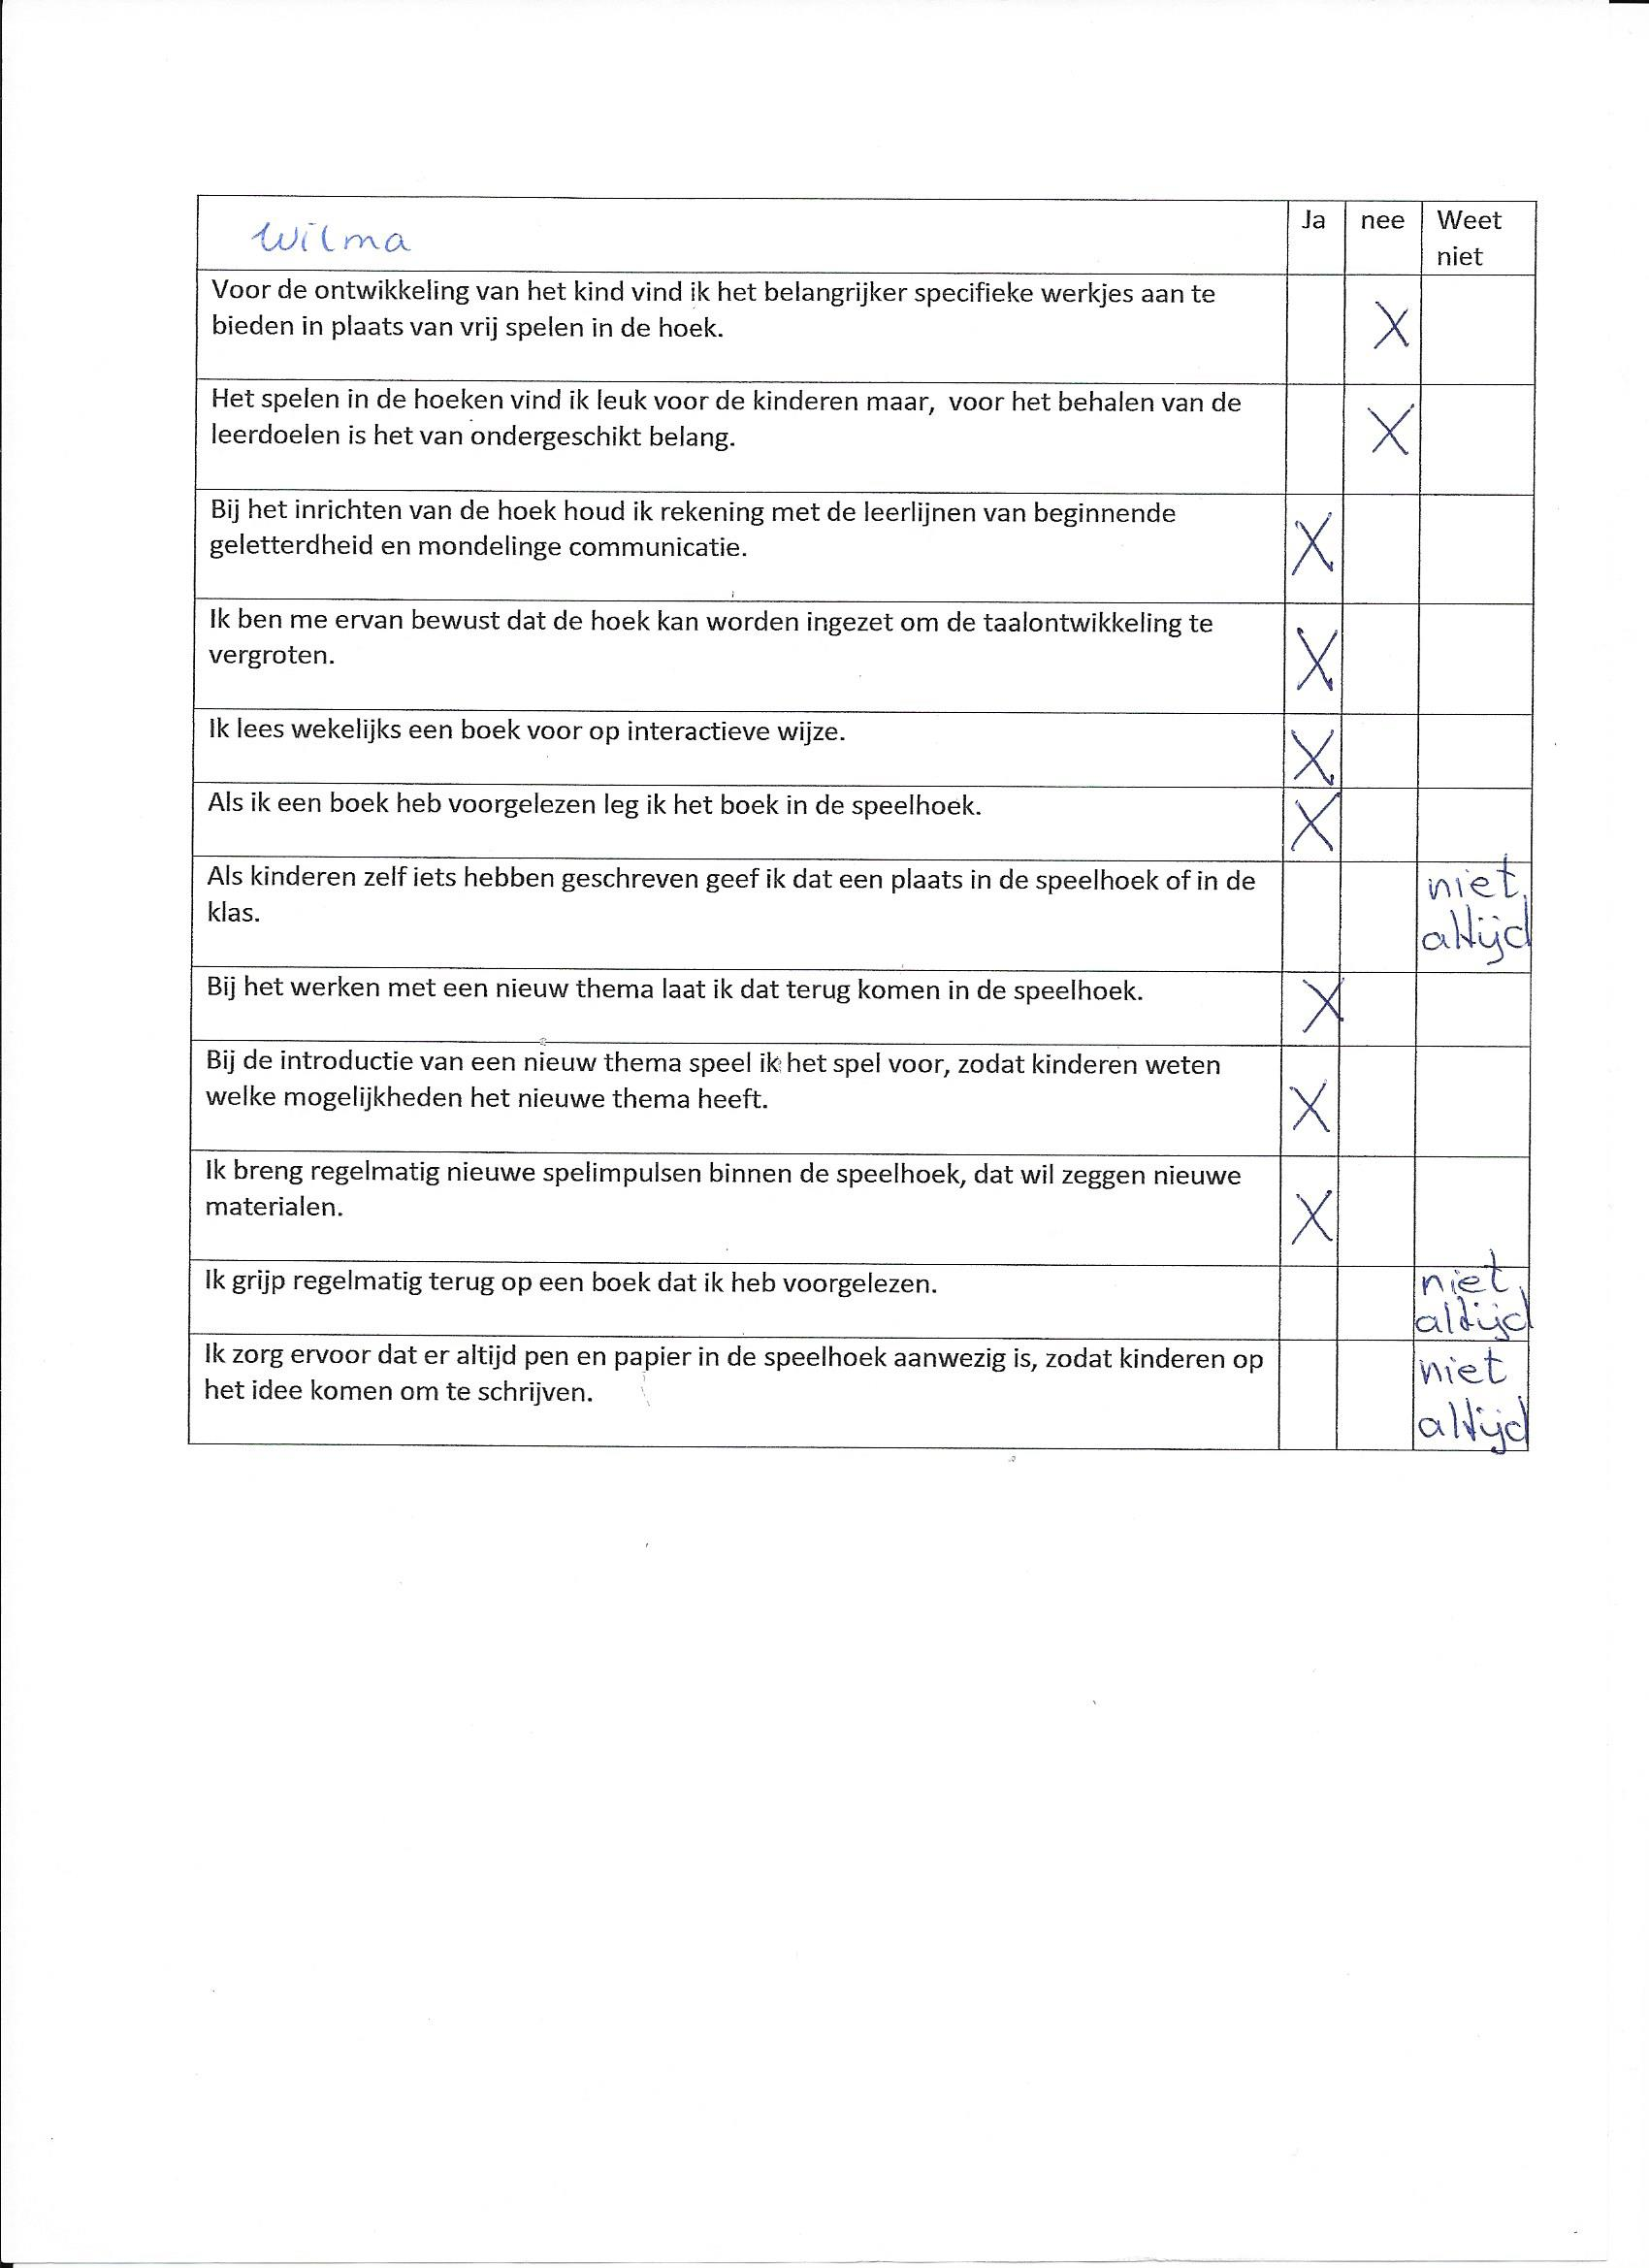 Wilma Ja nee Weet
niet
Voor de ontwikkeling van het kind vind ik het belangrijker specifieke werkjes aan te
bieden in plaats van vrij spelen in de hoek. X
Het spelen in de hoeken vind ik leuk voor de kinderen maar, voor het behalen van de
leerdoelen is het van ondergeschikt belang. X
Bij het inrichten van de hoek houd ik rekening met de leerlijnen van beginnende
geletterdheid en mondelinge communicatie. X
Ik ben me ervan bewust dat de hoek kan worden ingezet om de taalontwikkeling te
vergroten. X
Ik lees wekelijks een boek voor op interactieve wijze. X
Als ik een boek heb voorgelezen leg ik het boek in de speelhoek. X
Als kinderen zelf iets hebben geschreven geef ik dat een plaats in de speelhoek of in de niet
klas. altijd
Bij het werken met een nieuw thema laat ik dat terug komen in de speelhoek. X
Bij de introductie van een nieuw thema speel ik het spel voor, zodat kinderen weten
welke mogelijkheden het nieuwe thema heeft. X
Ik breng regelmatig nieuwe spelimpulsen binnen de speelhoek, dat wil zeggen nieuwe
materialen. X
Ik grijp regelmatig terug op een boek dat ik heb voorgelezen. niet
altijd
Ik zorg ervoor dat er altijd pen en papier in de speelhoek aanwezig is, zodat kinderen op niet
het idee komen om te schrijven. altijd